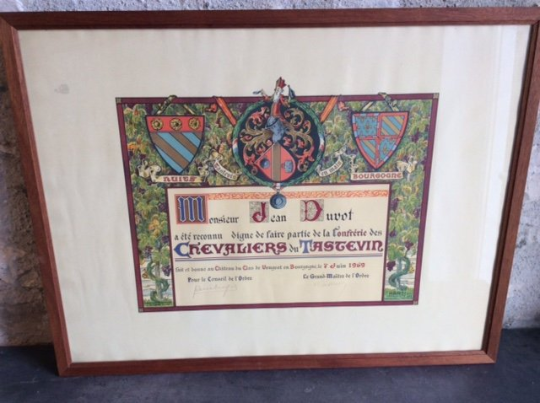 NUITS
BOURGOGNE
Monsieur Jean Duvot
a été reconnu digne de faire partie de la Confrérie des
CHEVALIERS du TASTEVIN
fait et donné au Château du Clos de Vougeot en Bourgogne, le Juin 1969
Pour le Conseil de l'Ordre
Le Grand-Maître de l'Ordre